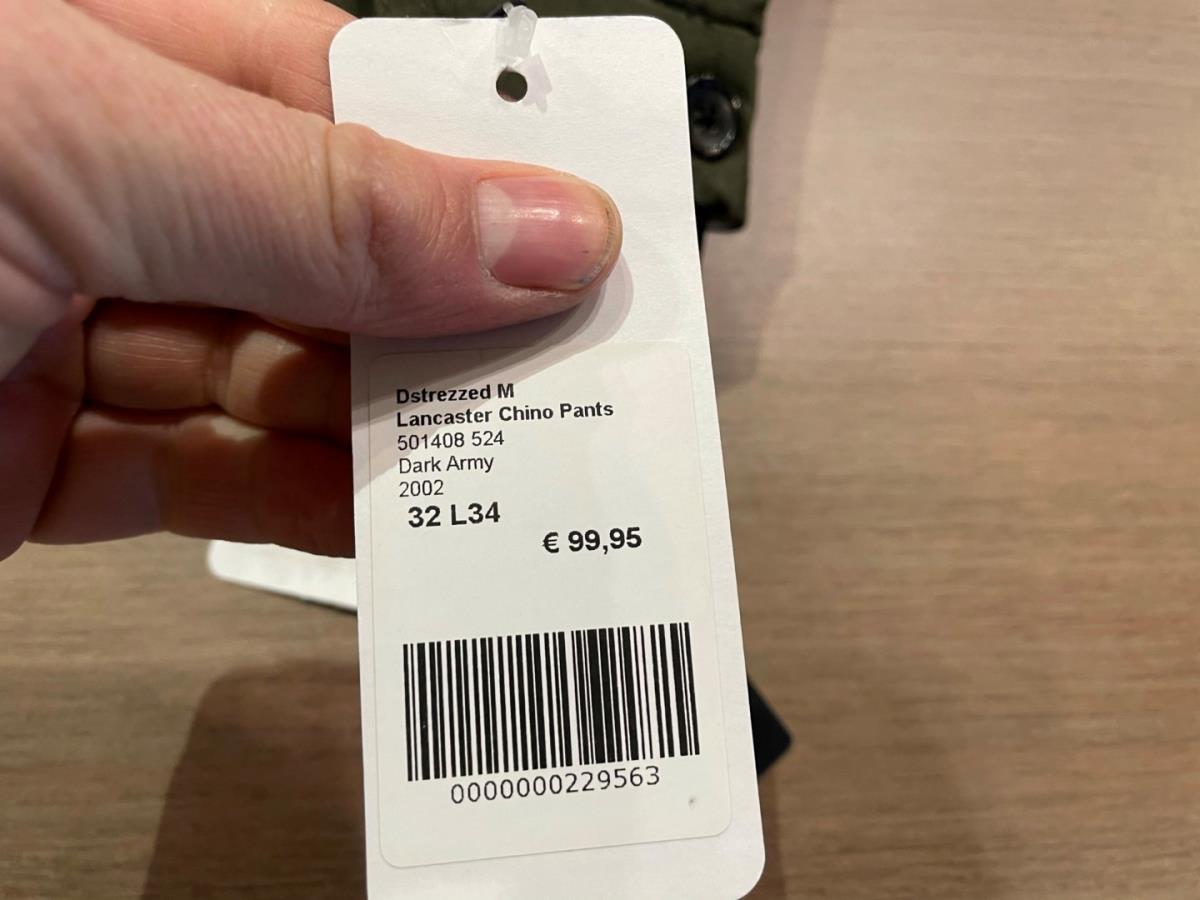 Dstrezzed M
Lancaster Chino Pants
501408 524
Dark Army
2002
32 L34
€ 99,95
0000000229563